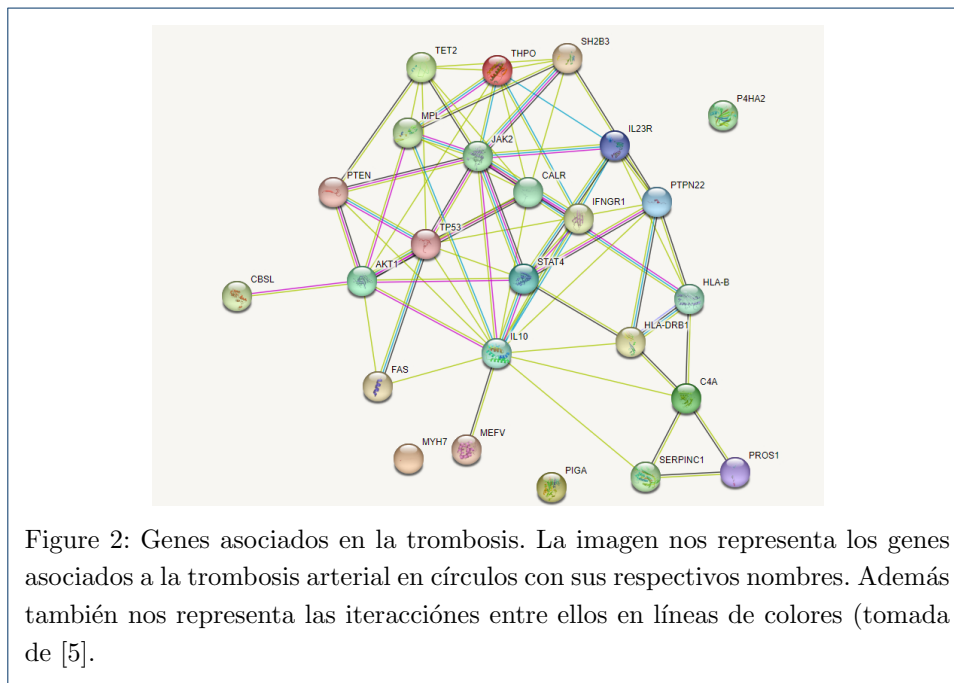 SH2B3
TET2
THPO
P4HA2
MPL
IL23R
JAK2
CALR
PTEN
PTPN22
IFNGR1
TP53
STAT4
AKT1
CBSL
HLA-B
HLA-DRB1
IL10
FAS
C4A
MEFV
MYH7
SERPINC1
PROS1
PIGA
Figure 2: Genes asociados en la trombosis. La imagen nos representa los genes
asociados a la trombosis arterial en círculos con sus respectivos nombres. Además
también nos representa las iteracciónes entre ellos en líneas de colores (tomada
de [5].